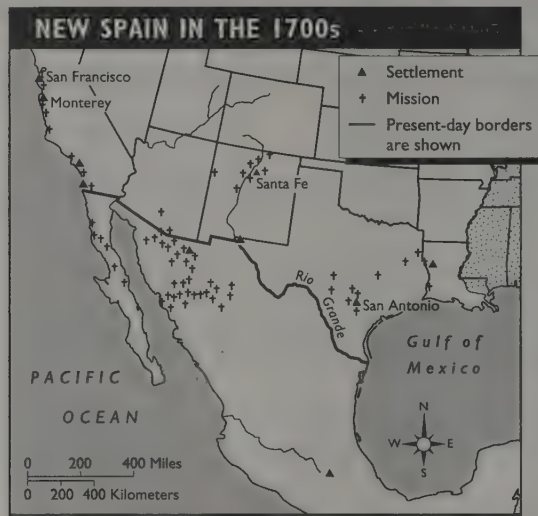 NEW SPAIN IN THE 1700s
San Francisco
Monterey
Settlement
Mission
Present-day borders
are shown
Santa Fe
Rio
Grande
San Antonio
Gulf of
Mexico
PACIFIC
OCEAN
N
W E
S
0 200 400 Miles
0 200 400 Kilometers